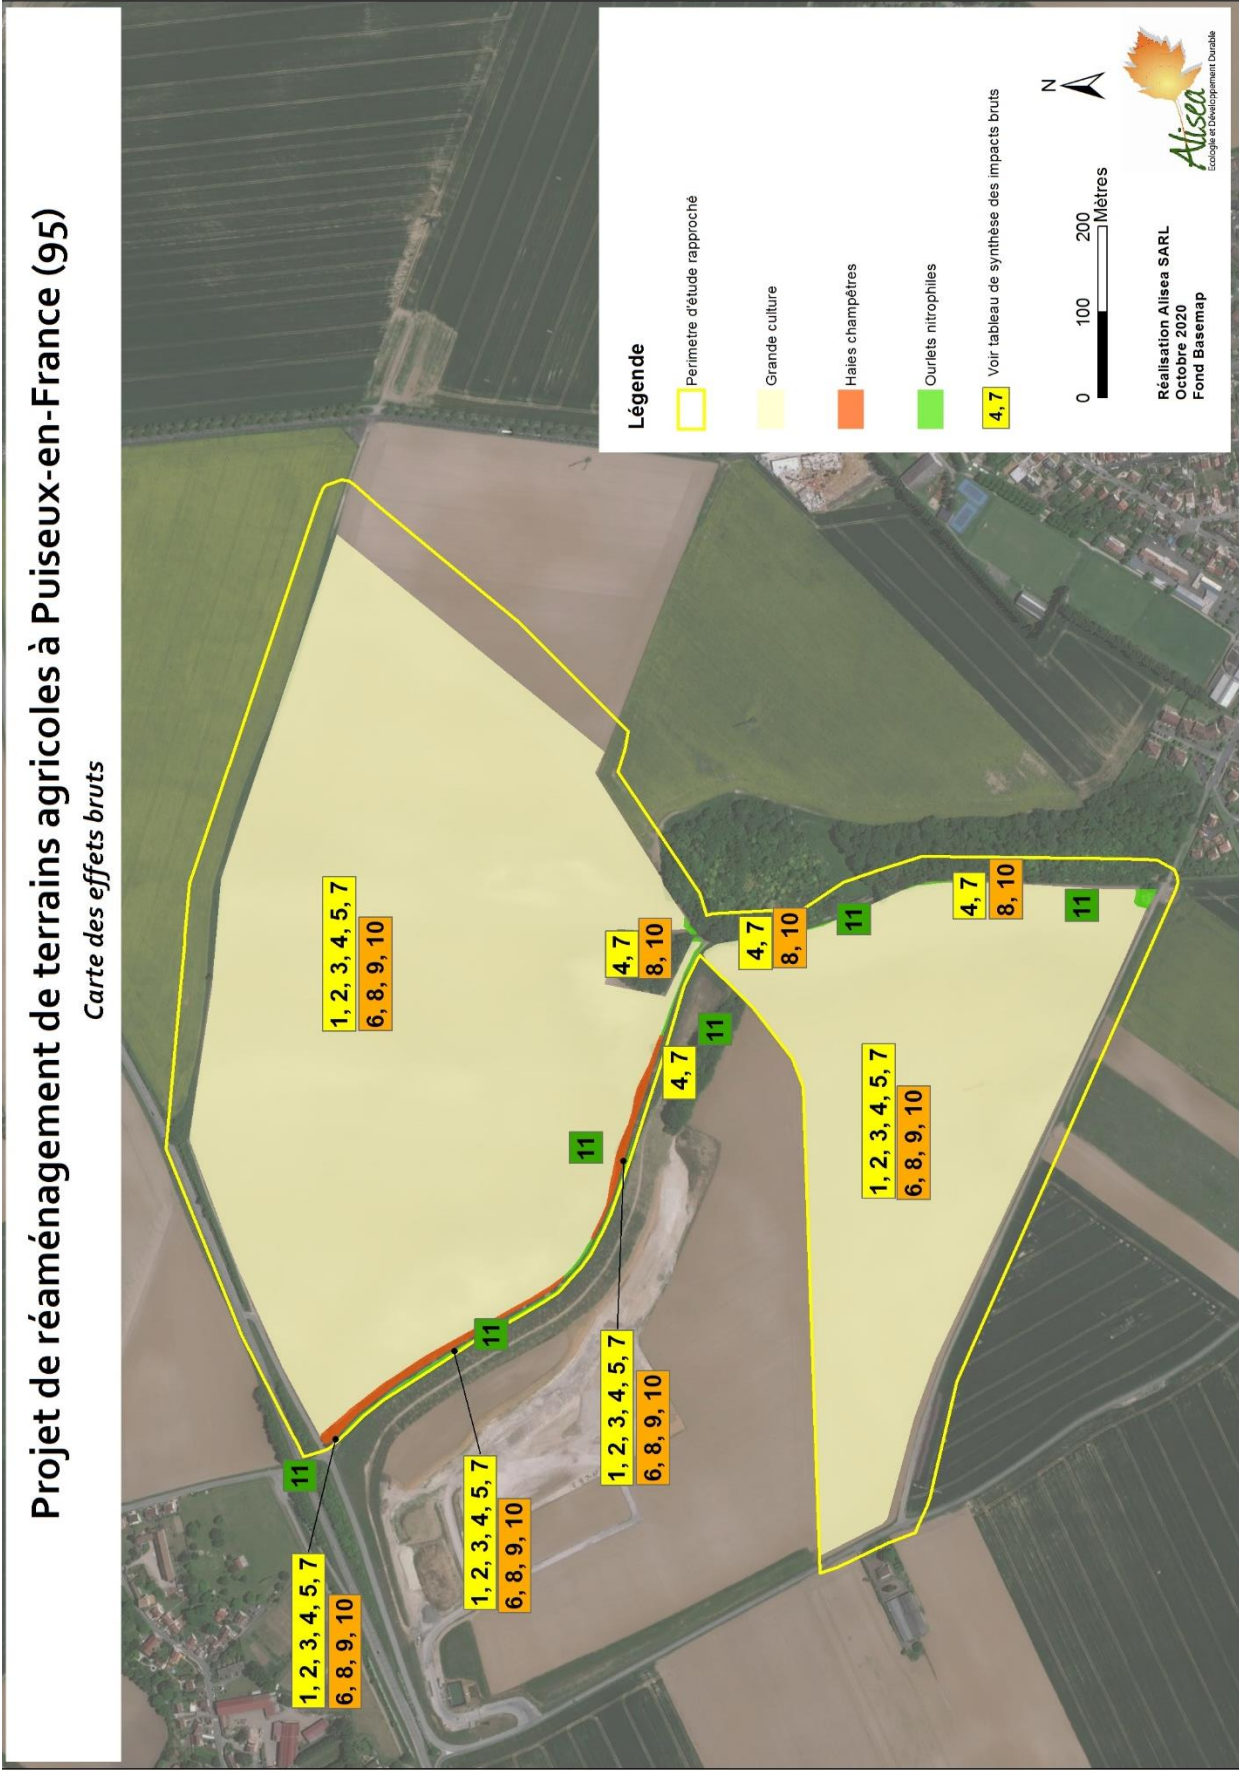 Projet de réaménagement de terrains agricoles à Puiseux-en-France (95)
Carte des effets bruts
1, 2, 3, 4, 5, 7
6, 8, 9, 10
11
1, 2, 3, 4, 5, 7
6, 8, 9, 10
1, 2, 3, 4, 5, 7
6, 8, 9, 10
11
11
1, 2, 3, 4, 5, 7
6, 8, 9, 10
4, 7
8, 10
4, 7
11
4, 7
8, 10
11
1, 2, 3, 4, 5, 7
6, 8, 9, 10
4, 7
8, 10
11
Légende
Perimetre d'étude rapproché
Grande culture
Haies champêtres
Ourlets nitrophiles
4, 7
Voir tableau de synthèse des impacts bruts
N
0 100 200
Mètres
Réalisation Alisea SARL
Octobre 2020
Fond Basemap
Alisea
Ecologie et Développement Durable